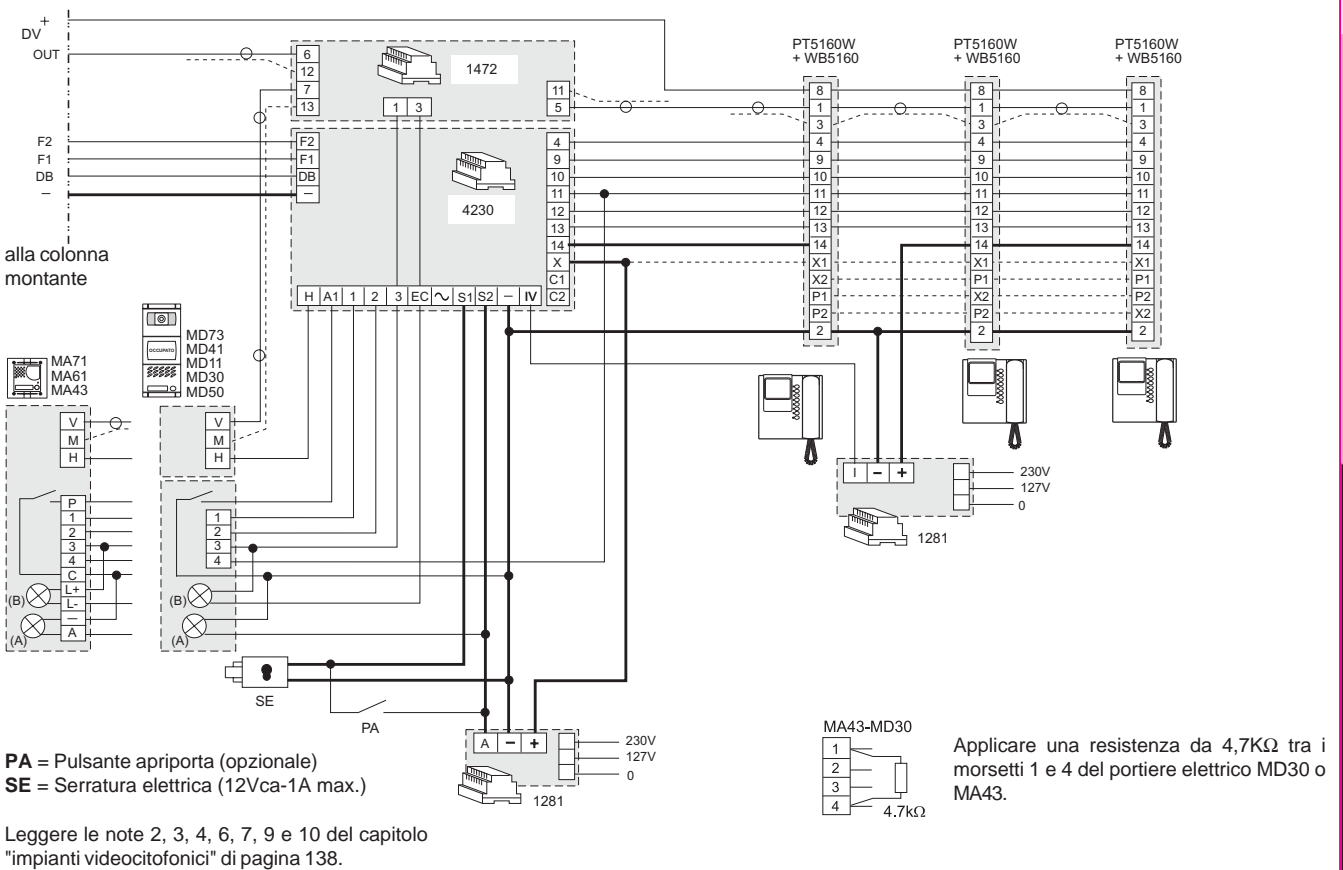 DV +
OUT
F2
F1
DB
–
alla colonna
montante
6
12
7
13
1472
1 3
11
5
F2
F1
DB
–
4230
4
9
10
11
12
13
14
X
C1
C2
H A1 1 2 3 EC ∿ S1 S2 – IV
PT5160W
+ WB5160
8
1
3
4
9
10
11
12
13
14
X1
X2
P1
P2
2
PT5160W
+ WB5160
8
1
3
4
9
10
11
12
13
14
X1
P1
X2
P2
2
PT5160W
+ WB5160
8
1
3
4
9
10
11
12
13
14
X1
P1
P2
X2
2
MA71
MA61
MA43
V
M
H
P
1
2
3
4
C
L+
L-
–
A
(B)
(A)
OCCUPATO
MD73
MD41
MD11
MD30
MD50
V
M
H
1
2
3
4
(B)
(A)
I – +
230V
127V
0
1281
SE
PA
A – +
230V
127V
0
1281
PA = Pulsante apriporta (opzionale)
SE = Serratura elettrica (12Vca-1A max.)
Leggere le note 2, 3, 4, 6, 7, 9 e 10 del capitolo
"impianti videocitofonici" di pagina 138.
MA43-MD30
1
2
3
4
4.7kΩ
Applicare una resistenza da 4,7KΩ tra i
morsetti 1 e 4 del portiere elettrico MD30 o
MA43.